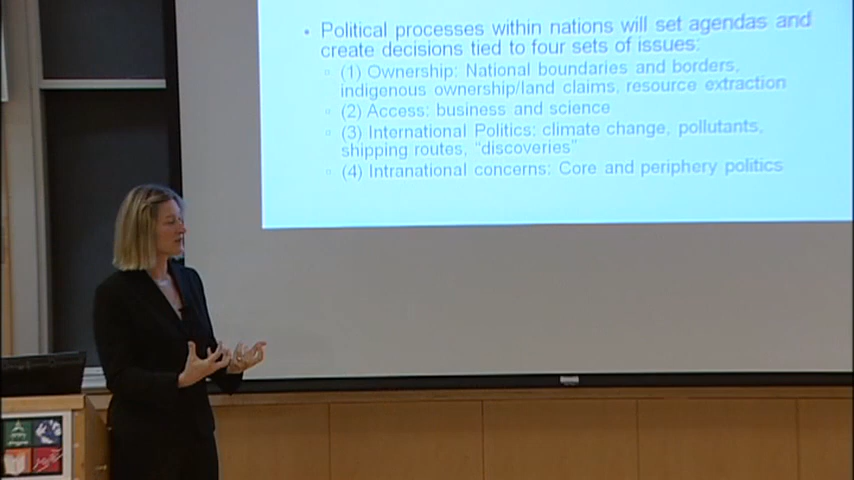 • Political processes within nations will set agendas and
create decisions tied to four sets of issues:
▫ (1) Ownership: National boundaries and borders,
indigenous ownership/land claims, resource extraction
▫ (2) Access: business and science
▫ (3) International Politics: climate change, pollutants,
shipping routes, "discoveries"
▫ (4) Intranational concerns: Core and periphery politics